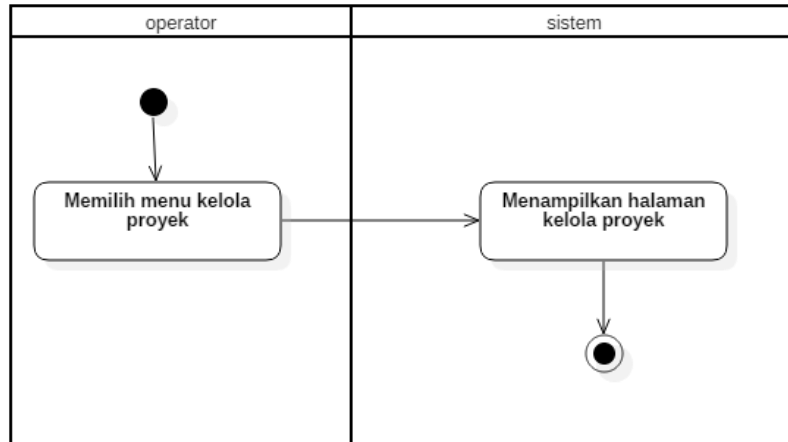 operator
sistem
Memilih menu kelola
proyek
Menampilkan halaman
kelola proyek